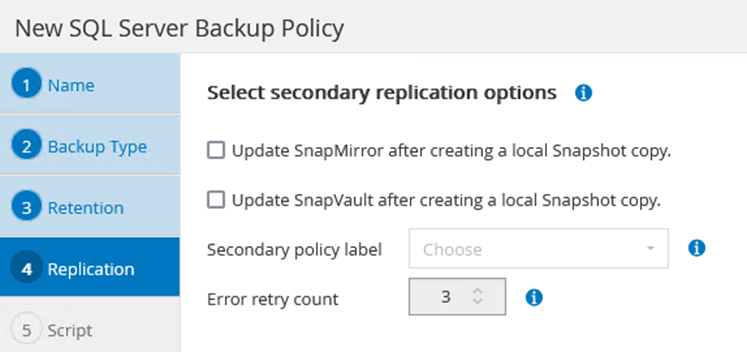 New SQL Server Backup Policy
1 Name
2 Backup Type
3 Retention
4 Replication
5 Script
Select secondary replication options i
Update SnapMirror after creating a local Snapshot copy.
Update SnapVault after creating a local Snapshot copy.
Secondary policy label Choose i
Error retry count 3 i